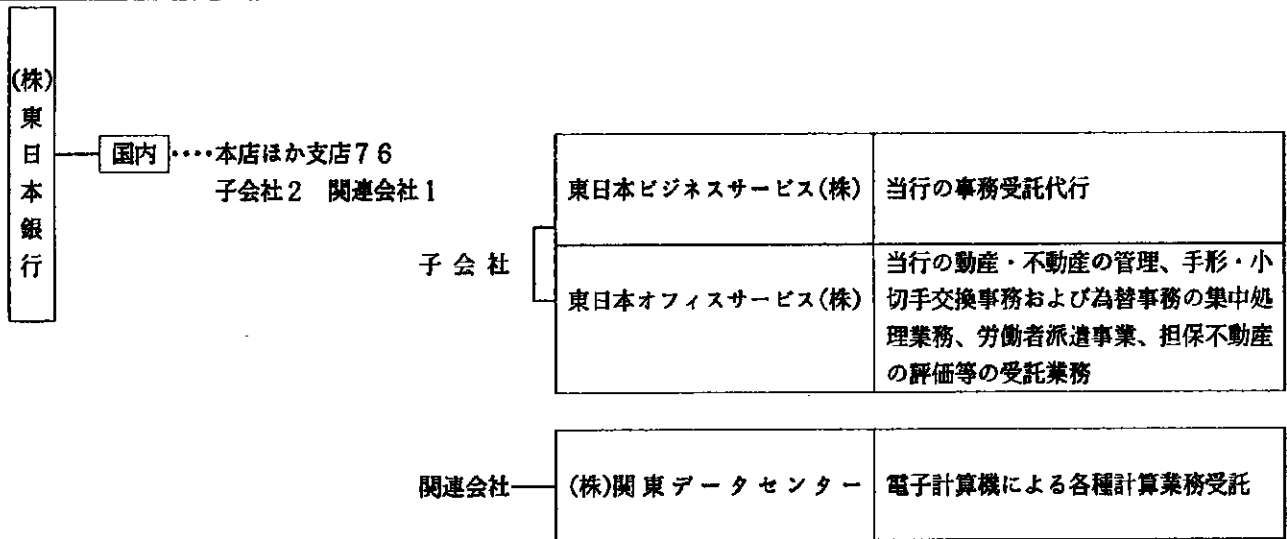 (株)東日本銀行
国内‥‥本店ほか支店76
子会社2 関連会社1
子会社
東日本ビジネスサービス(株) 当行の事務受託代行
東日本オフィスサービス(株) 当行の動産・不動産の管理、手形・小
切手交換事務および為替事務の集中処
理業務、労働者派遣事業、担保不動産
の評価等の受託業務
関連会社 (株)関東データセンター 電子計算機による各種計算業務受託